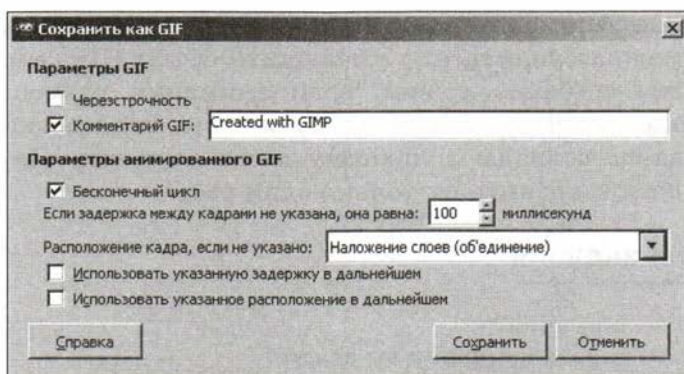 Сохранить как GIF
Параметры GIF
Черезстрочность
Комментарий GIF: Created with GIMP
Параметры анимированного GIF
Бесконечный цикл
Если задержка между кадрами не указана, она равна: 100 миллисекунд
Расположение кадра, если не указано: Наложение слоев (об'единение)
Использовать указанную задержку в дальнейшем
Использовать указанное расположение в дальнейшем
Справка Сохранить Отменить